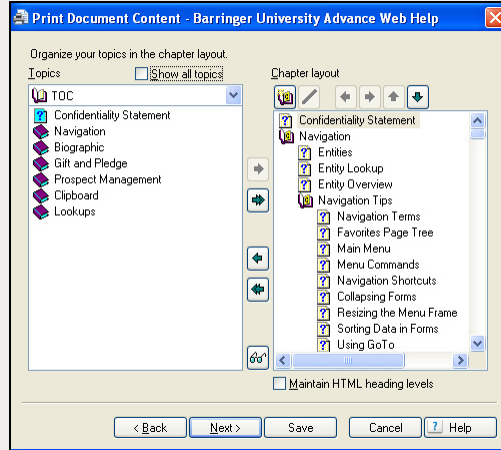 Print Document Content - Barringer University Advance Web Help
Organize your topics in the chapter layout.
Topics
Show all topics
TOC
Confidentiality Statement
Navigation
Biographic
Gift and Pledge
Prospect Management
Clipboard
Lookups
Chapter layout
Confidentiality Statement
Navigation
Entities
Entity Lookup
Entity Overview
Navigation Tips
Navigation Terms
Favorites Page Tree
Main Menu
Menu Commands
Navigation Shortcuts
Collapsing Forms
Resizing the Menu Frame
Sorting Data in Forms
Using GoTo
Maintain HTML heading levels
< Back
Next >
Save
Cancel
? Help